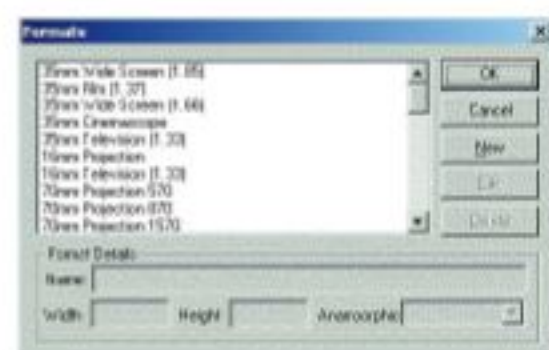 Formats
35mm Wide Screen (1.85)
35mm Film (1.37)
35mm Wide Screen (1.66)
35mm Cinemascope
35mm Television (1.33)
16mm Projection
16mm Television (1.33)
70mm Projection 570
70mm Projection 870
70mm Projection 1570
OK
Cancel
New
Edit
Delete
Format Details
Name:
Width:
Height
Anamorphic